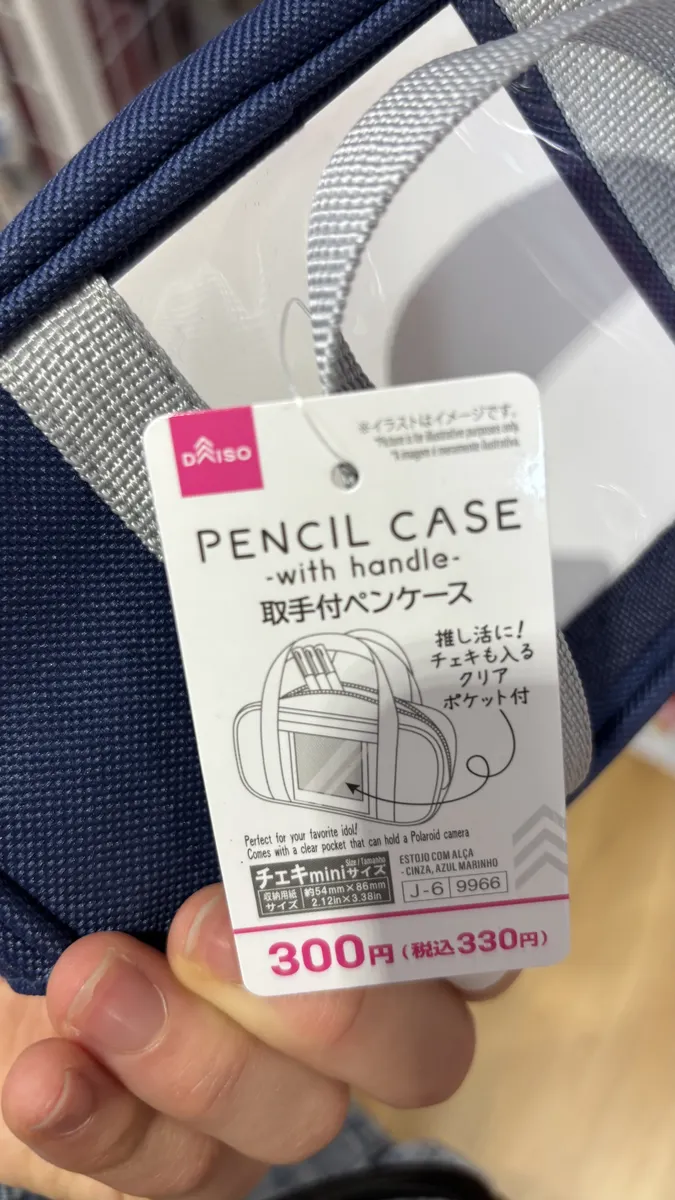 DAISO
※イラストはイメージです。
*Picture is for illustrative purposes only.
*A imagem é meramente ilustrativa.
PENCIL CASE
-with handle-
取手付ペンケース
推し活に!
チェキも入る
クリア
ポケット付
Perfect for your favorite idol!
Comes with a clear pocket that can hold a Polaroid camera
チェキminiサイズ
Size/Tamanho
収納用紙サイズ
約54mm×86mm
2.12in×3.38in
ESTOJO COM ALÇA
- CINZA, AZUL MARINHO
J-6 9966
300円(税込330円)